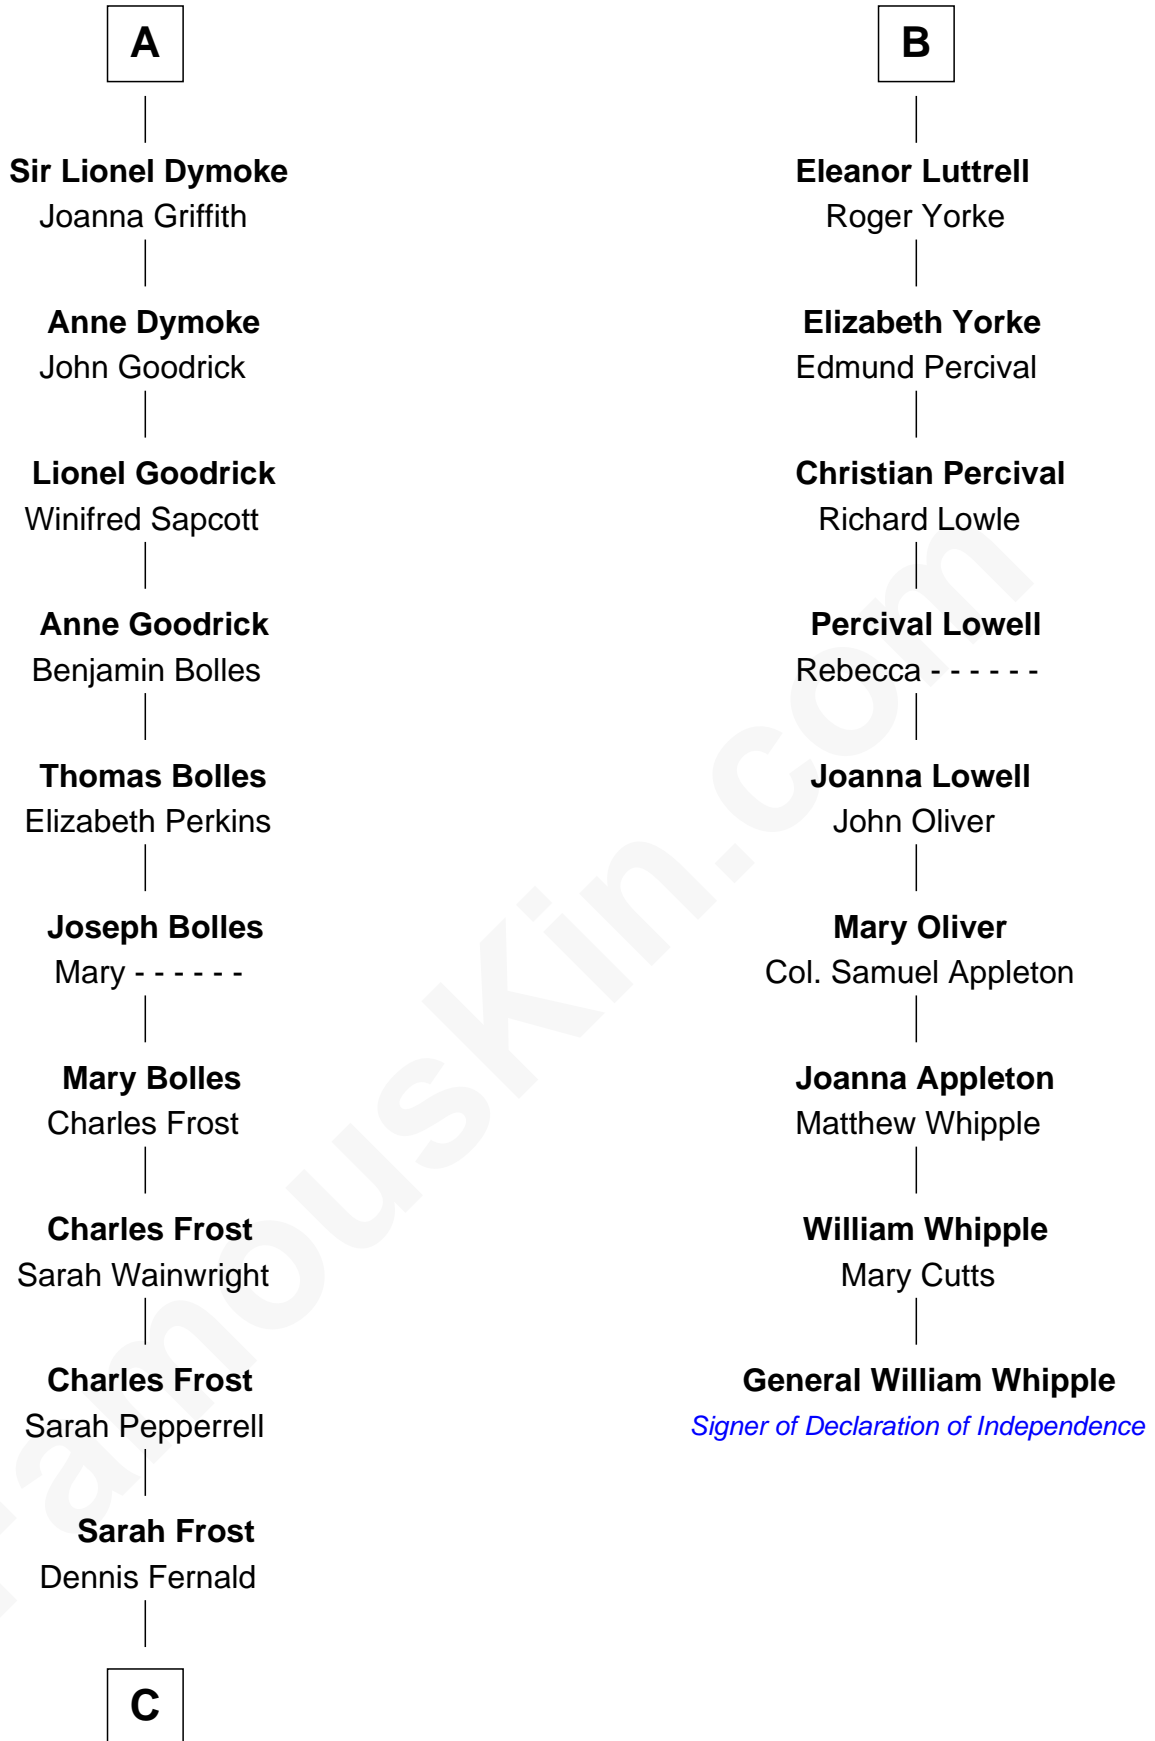 A
Sir Lionel Dymoke
Joanna Griffith
Anne Dymoke
John Goodrick
Lionel Goodrick
Winifred Sapcott
Anne Goodrick
Benjamin Bolles
Thomas Bolles
Elizabeth Perkins
Joseph Bolles
Mary - - - - - -
Mary Bolles
Charles Frost
Charles Frost
Sarah Wainwright
Charles Frost
Sarah Pepperrell
Sarah Frost
Dennis Fernald
C
B
Eleanor Luttrell
Roger Yorke
Elizabeth Yorke
Edmund Percival
Christian Percival
Richard Lowle
Percival Lowell
Rebecca - - - - - -
Joanna Lowell
John Oliver
Mary Oliver
Col. Samuel Appleton
Joanna Appleton
Matthew Whipple
William Whipple
Mary Cutts
General William Whipple
Signer of Declaration of Independence
FamousKin.com